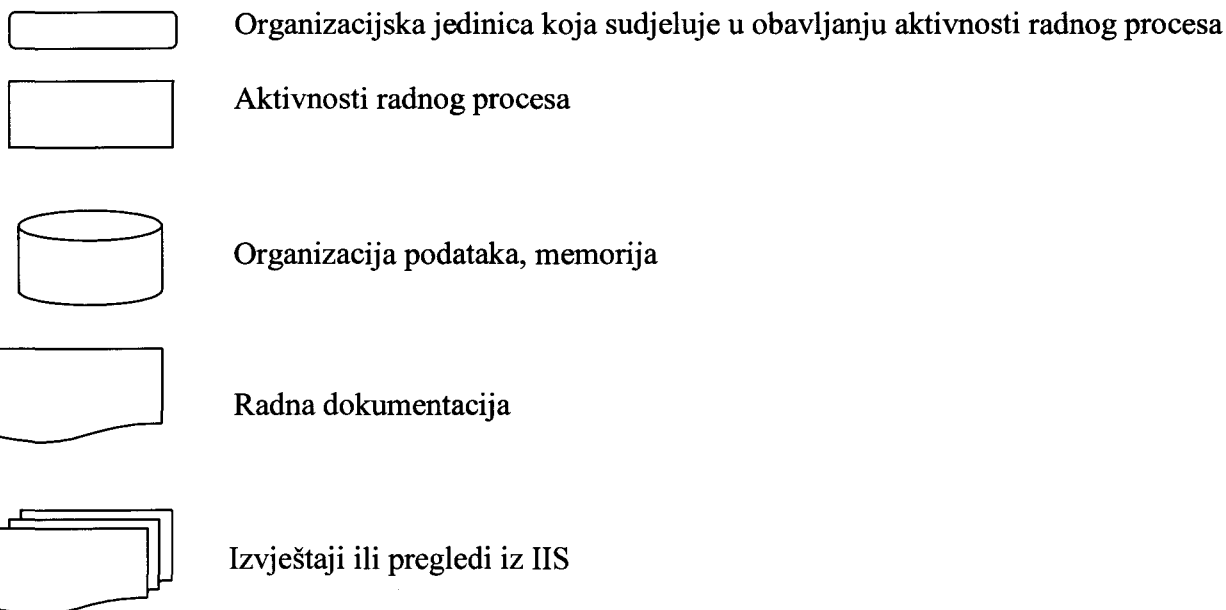 Organizacijska jedinica koja sudjeluje u obavljanju aktivnosti radnog procesa
Aktivnosti radnog procesa
Organizacija podataka, memorija
Radna dokumentacija
Izvještaji ili pregledi iz IIS